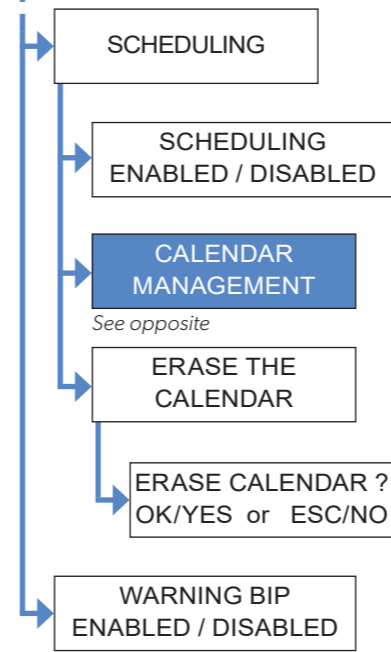 SCHEDULING
SCHEDULING
ENABLED / DISABLED
CALENDAR
MANAGEMENT
See opposite
ERASE THE
CALENDAR
ERASE CALENDAR ?
OK/YES or ESC/NO
WARNING BIP
ENABLED / DISABLED